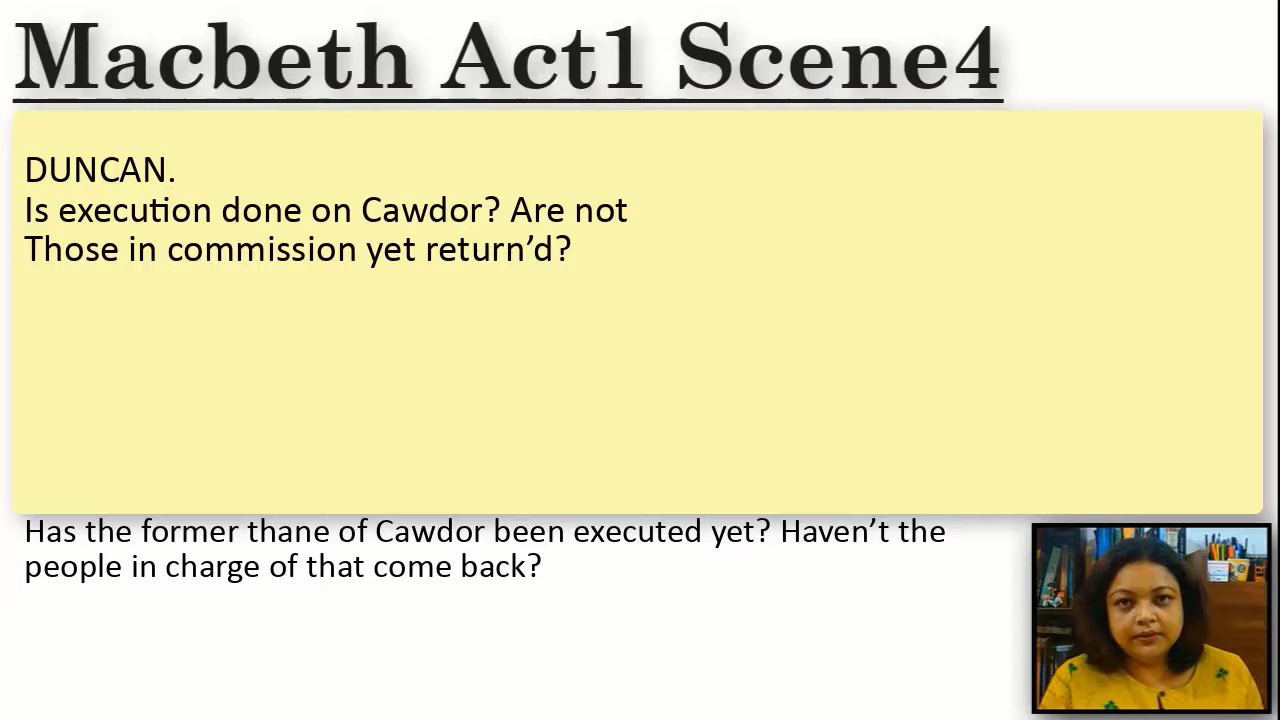 Macbeth Act1 Scene4
DUNCAN.
Is execution done on Cawdor? Are not
Those in commission yet return’d?
Has the former thane of Cawdor been executed yet? Haven’t the
people in charge of that come back?